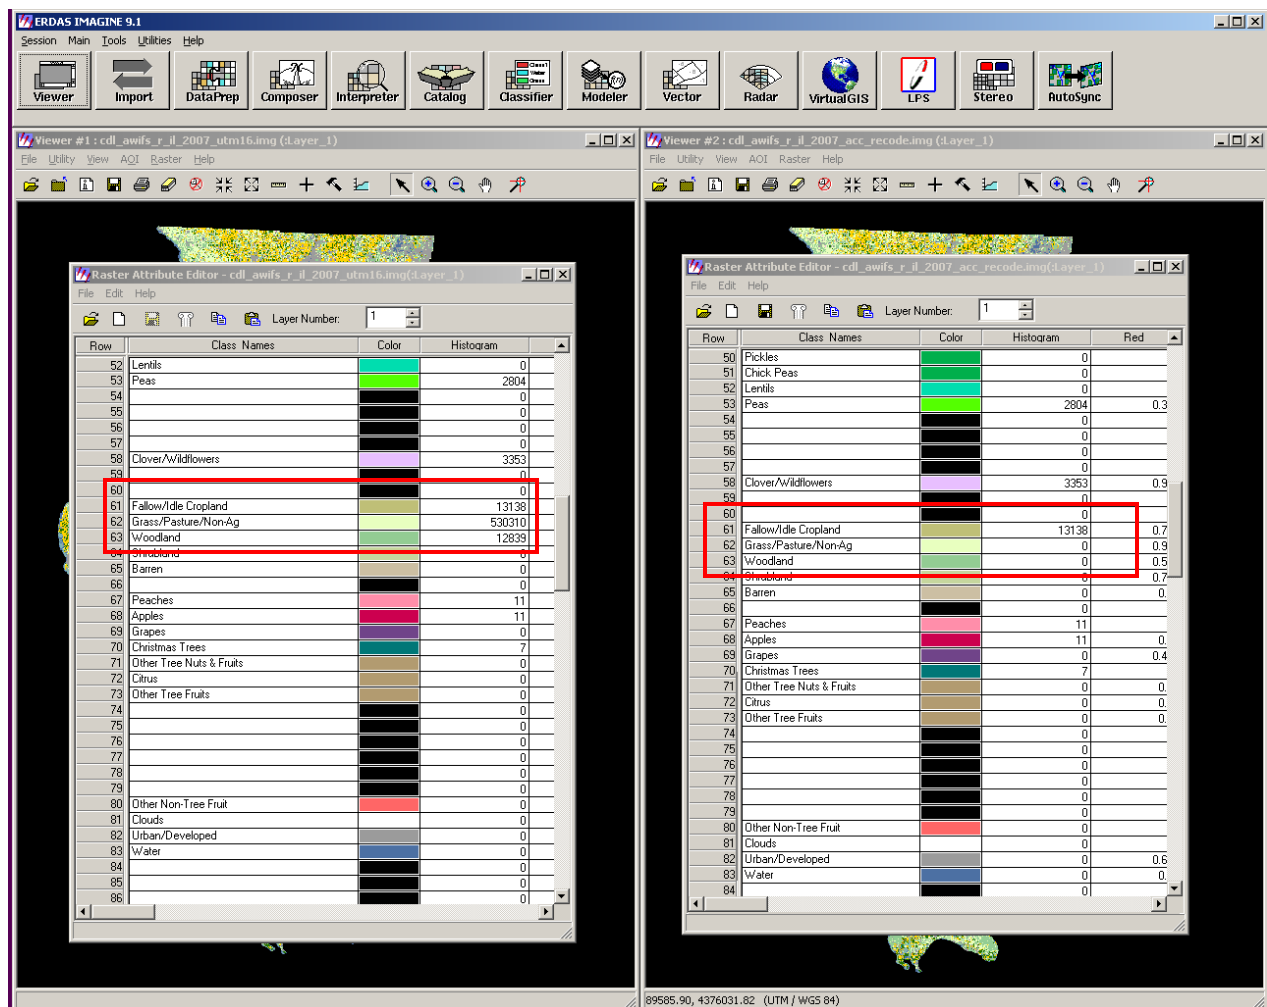 ERDAS IMAGINE 9.1
Session Main Tools Utilities Help
Viewer Import DataPrep Composer Interpreter Catalog Classifier Modeler Vector Radar VirtualGIS LPS Stereo AutoSync
Viewer #1 : cdl_awifs_r_il_2007_utm16.img (:Layer_1)
File Utility View AOI Raster Help
Raster Attribute Editor - cdl_awifs_r_il_2007_utm16.img(:Layer_1)
File Edit Help
Layer Number: 1
Row Class Names Color Histogram
52 Lentils 0
53 Peas 2804
54 0
55 0
56 0
57 0
58 Clover/Wildflowers 3353
59 0
60 0
61 Fallow/Idle Cropland 13138
62 Grass/Pasture/Non-Ag 530310
63 Woodland 12839
64 Shrubland 0
65 Barren 0
66 0
67 Peaches 11
68 Apples 11
69 Grapes 0
70 Christmas Trees 7
71 Other Tree Nuts & Fruits 0
72 Citrus 0
73 Other Tree Fruits 0
74 0
75 0
76 0
77 0
78 0
79 0
80 Other Non-Tree Fruit 0
81 Clouds 0
82 Urban/Developed 0
83 Water 0
84 0
85 0
86 0
Viewer #2 : cdl_awifs_r_il_2007_acc_recode.img (:Layer_1)
File Utility View AOI Raster Help
Raster Attribute Editor - cdl_awifs_r_il_2007_acc_recode.img(:Layer_1)
File Edit Help
Layer Number: 1
Row Class Names Color Histogram Red
50 Pickles 0
51 Chick Peas 0
52 Lentils 0
53 Peas 2804 0.3
54 0
55 0
56 0
57 0
58 Clover/Wildflowers 3353 0.9
59 0
60 0
61 Fallow/Idle Cropland 13138 0.7
62 Grass/Pasture/Non-Ag 0 0.9
63 Woodland 0 0.5
64 Shrubland 0 0.7
65 Barren 0 0.
66 0
67 Peaches 11
68 Apples 11 0.
69 Grapes 0 0.4
70 Christmas Trees 7
71 Other Tree Nuts & Fruits 0 0.
72 Citrus 0 0.
73 Other Tree Fruits 0 0.
74 0
75 0
76 0
77 0
78 0
79 0
80 Other Non-Tree Fruit 0
81 Clouds 0
82 Urban/Developed 0 0.6
83 Water 0 0.
84 0
89585.90, 4376031.82 (UTM / WGS 84)